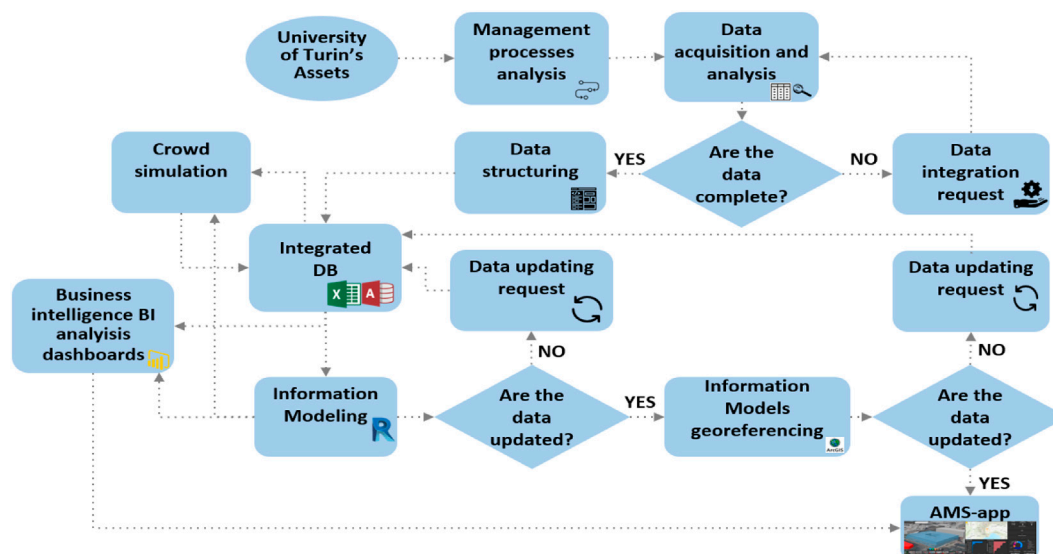 University
of Turin's
Assets
Management
processes
analysis
Data
acquisition and
analysis
Crowd
simulation
Data
structuring
YES
Are the
data
complete?
NO
Data
integration
request
Integrated
DB
X
A
Data updating
request
Data updating
request
Business
intelligence BI
analyisis
dashboards
NO
NO
Information
Modeling
R
Are the
data
updated?
YES
Information
Models
georeferencing
ArcGIS
Are the
data
updated?
YES
AMS-app